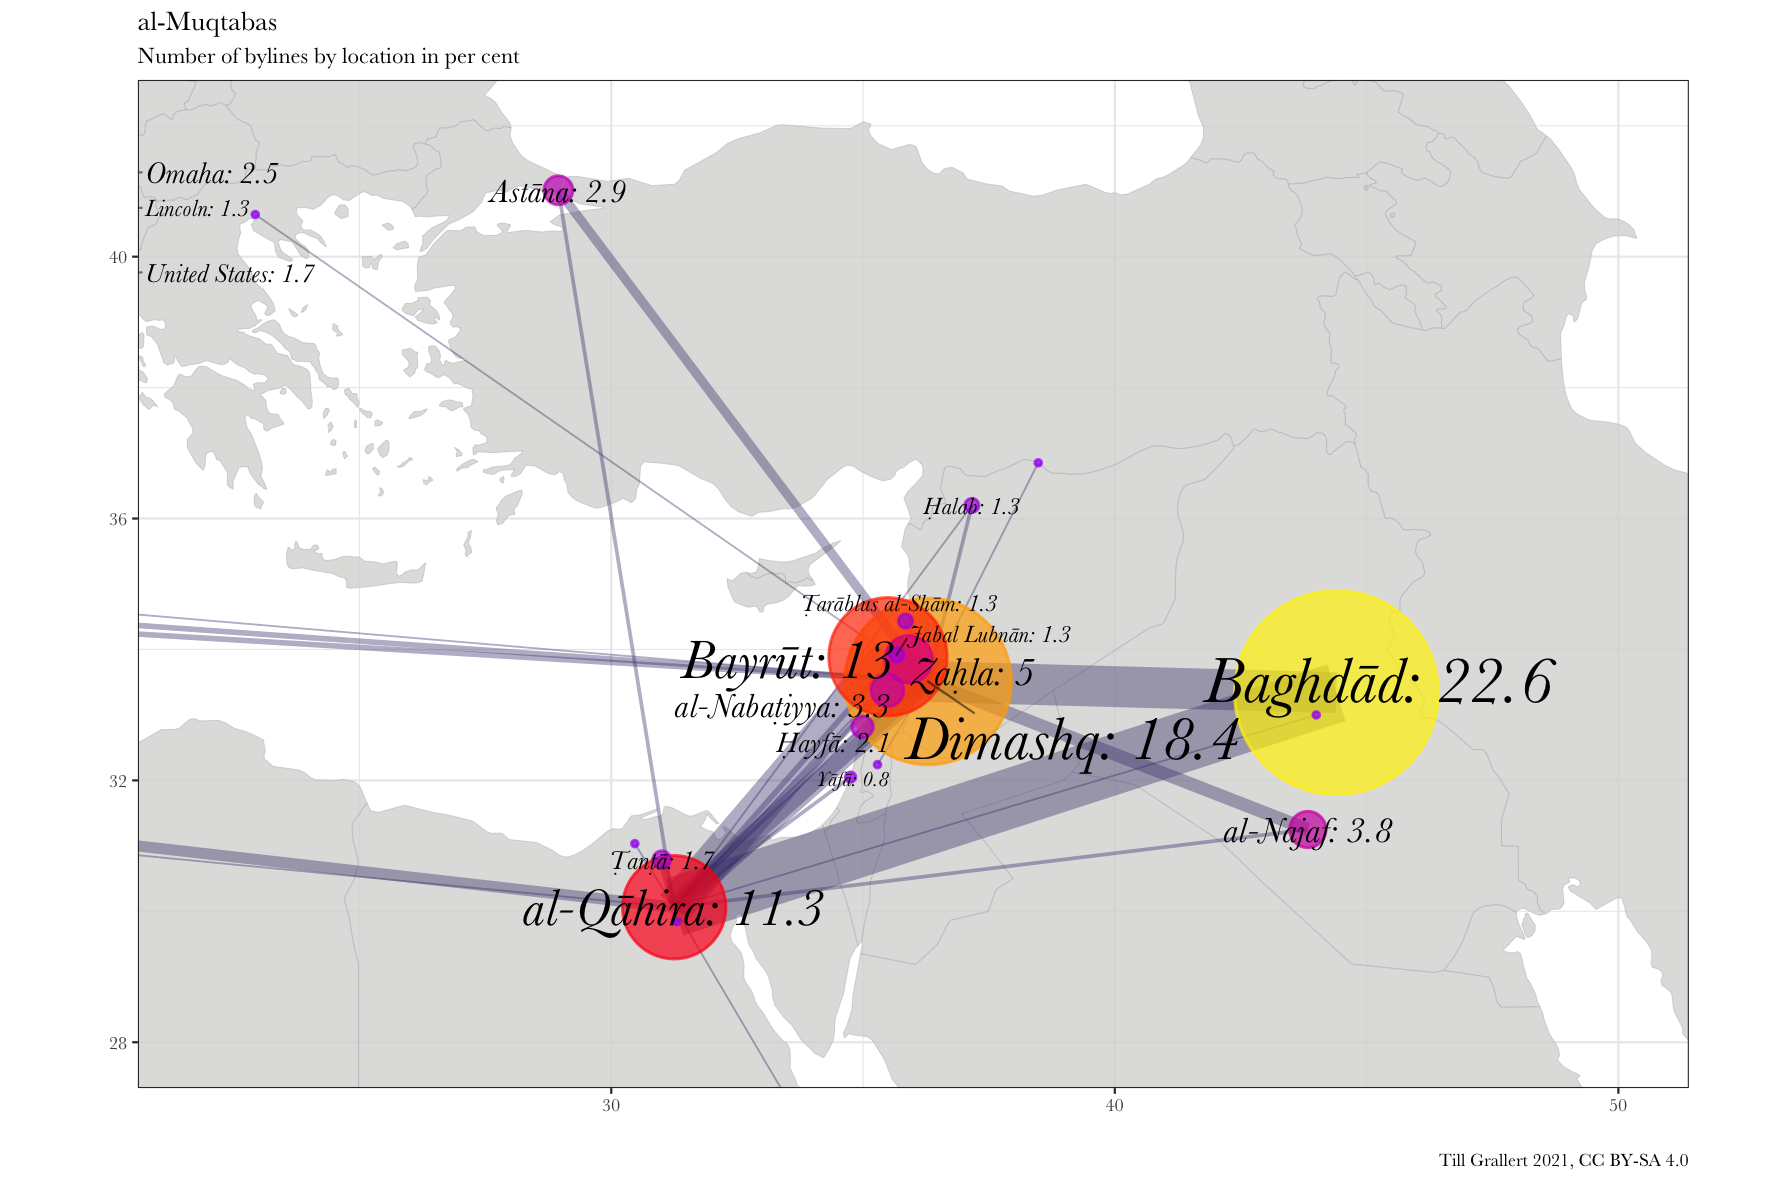 al-Muqtabas
Number of bylines by location in per cent
Omaha: 2.5
Astāna: 2.9
Lincoln: 1.3
40
United States: 1.7
Ḥalab: 1.3
36
Ṭarāblus al-Shām: 1.3
Jabal Lubnān: 1.3
Bayrūt: 13
Zaḥla: 5
Baghdād: 22.6
al-Nabaṭiyya: 3.3
Ḥayfā: 2.1
Dimashq: 18.4
32
Yāfā: 0.8
al-Najaf: 3.8
Ṭanṭā: 1.7
al-Qāhira: 11.3
28
30
40
50
Till Grallert 2021, CC BY-SA 4.0